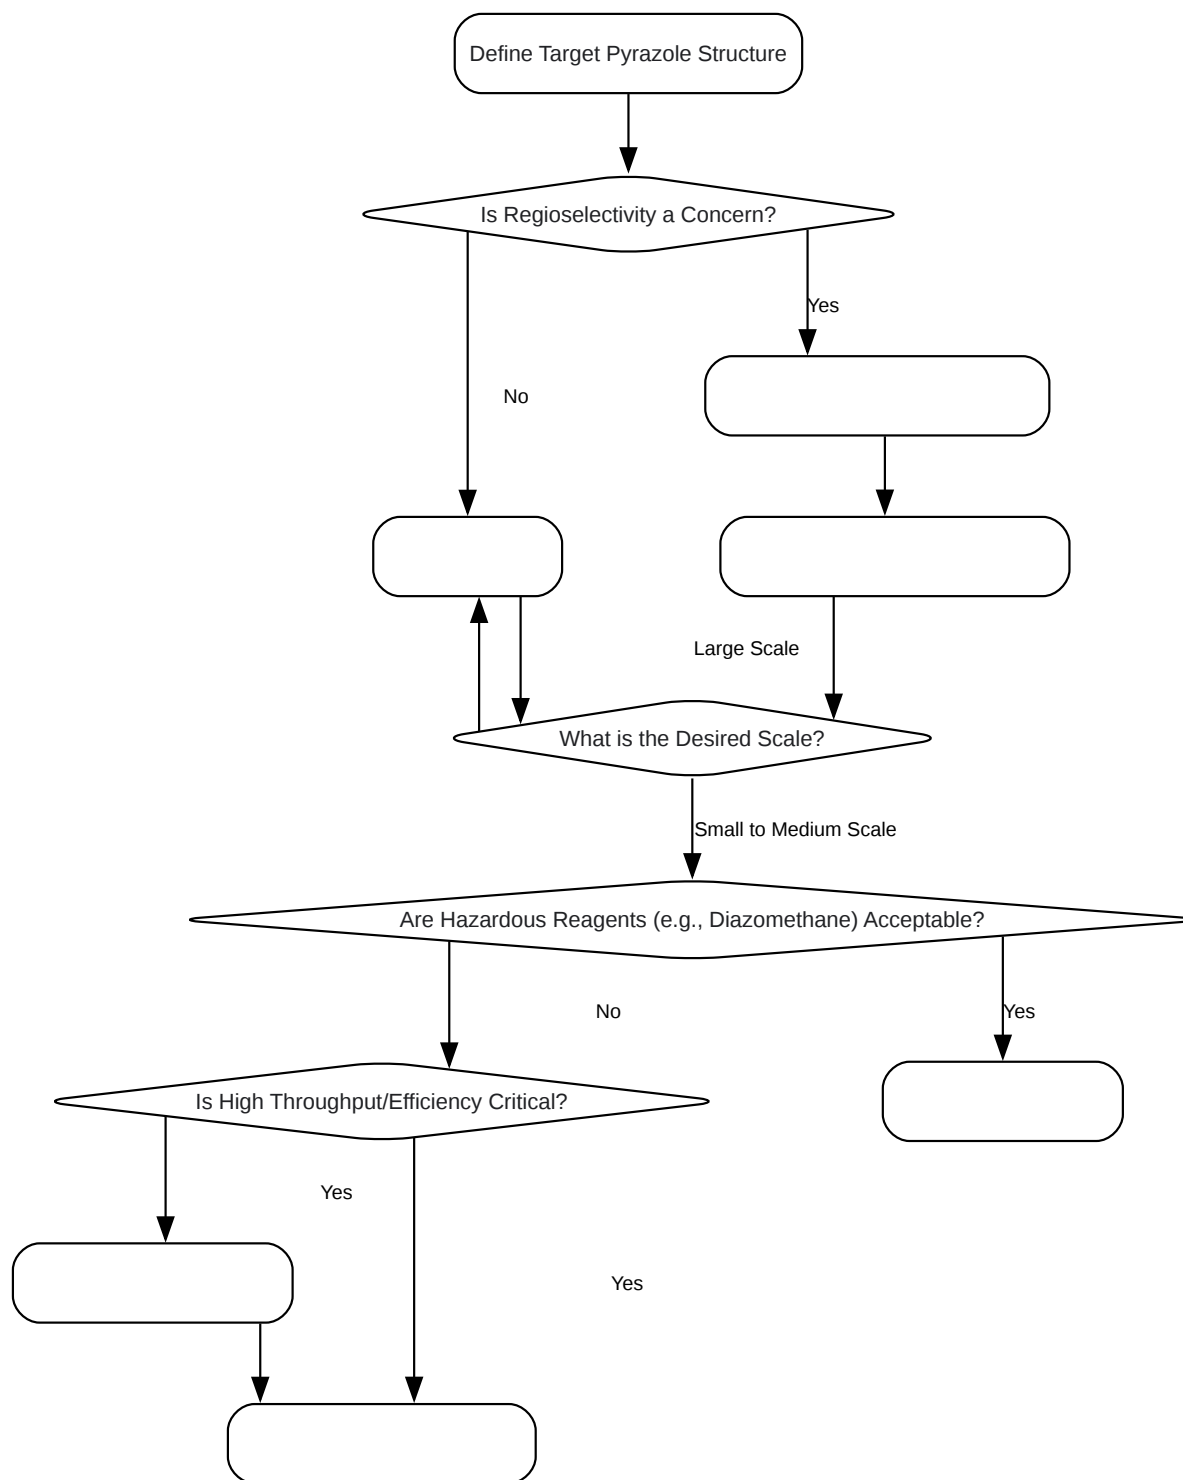 Define Target Pyrazole Structure
Is Regioselectivity a Concern?
Yes
No
Large Scale
What is the Desired Scale?
Small to Medium Scale
Are Hazardous Reagents (e.g., Diazomethane) Acceptable?
No
Yes
Is High Throughput/Efficiency Critical?
Yes
Yes